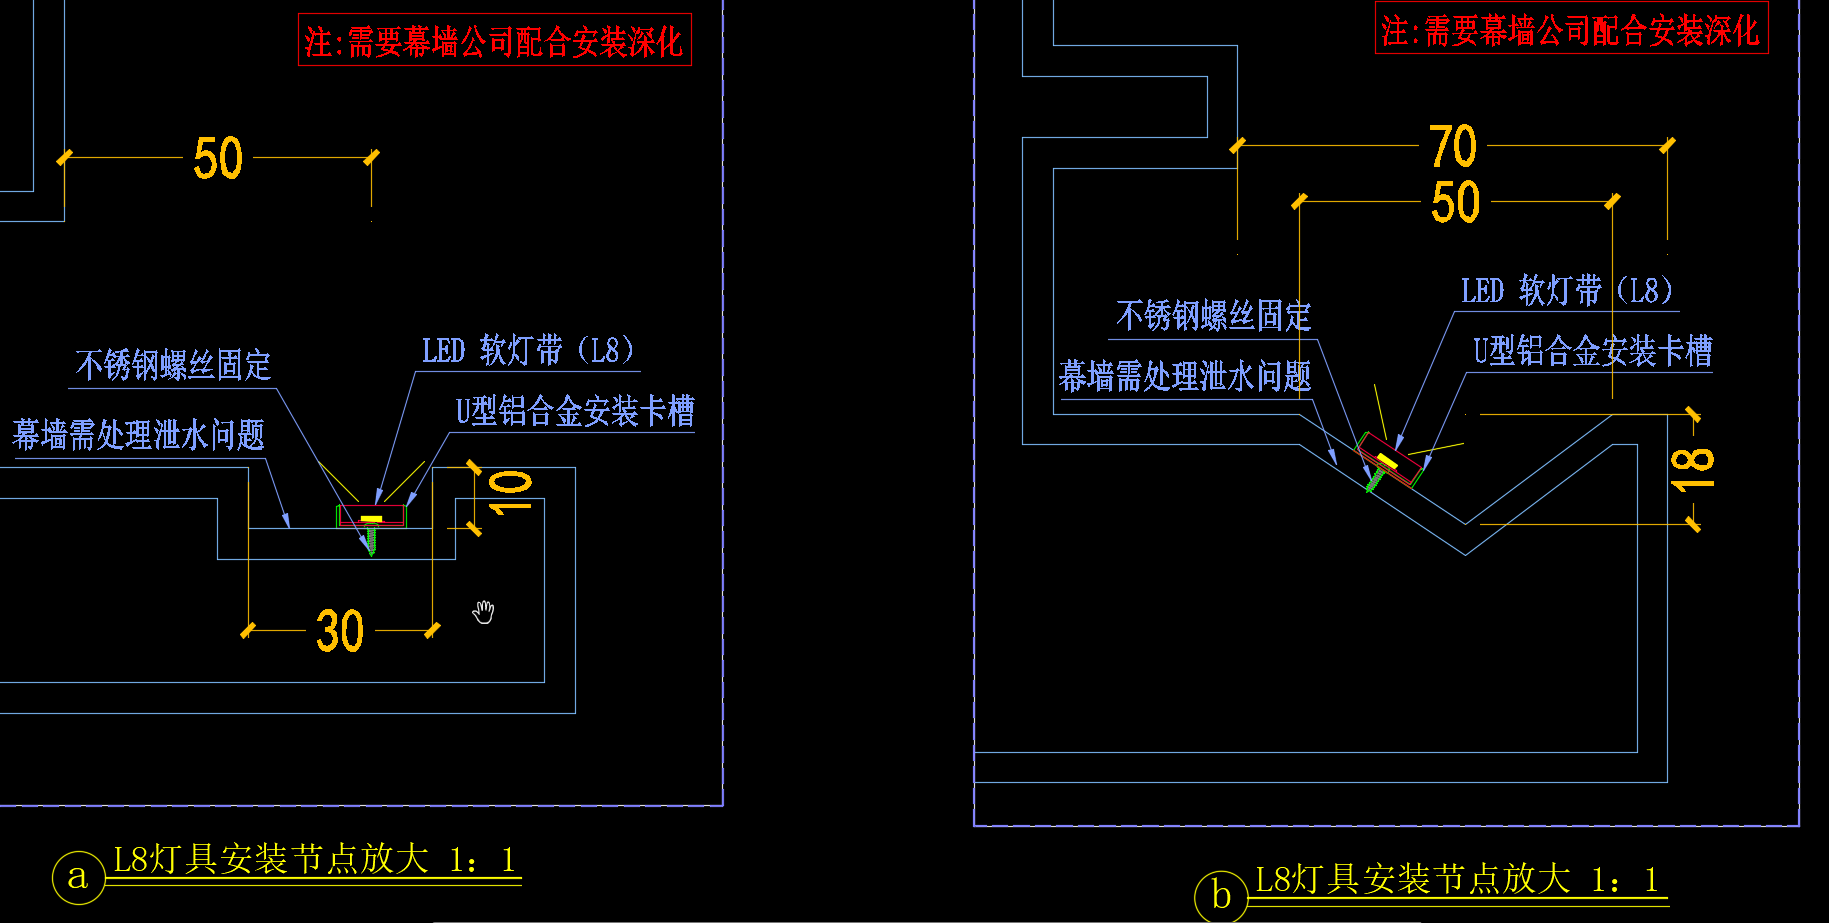 注:需要幕墙公司配合安装深化
50
不锈钢螺丝固定
LED 软灯带（L8）
幕墙需处理泄水问题
U型铝合金安装卡槽
10
30
a
L8灯具安装节点放大 1：1
注:需要幕墙公司配合安装深化
70
50
不锈钢螺丝固定
LED 软灯带（L8）
幕墙需处理泄水问题
U型铝合金安装卡槽
18
b
L8灯具安装节点放大 1：1